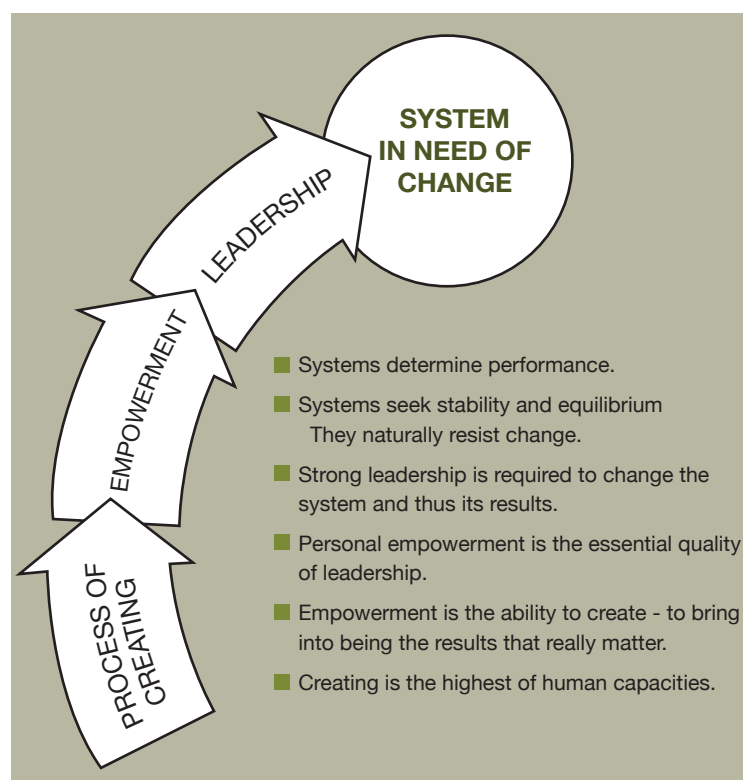 SYSTEM
IN NEED OF
CHANGE
LEADERSHIP
EMPOWERMENT
PROCESS OF
CREATING
Systems determine performance.
Systems seek stability and equilibrium
They naturally resist change.
Strong leadership is required to change the
system and thus its results.
Personal empowerment is the essential quality
of leadership.
Empowerment is the ability to create - to bring
into being the results that really matter.
Creating is the highest of human capacities.